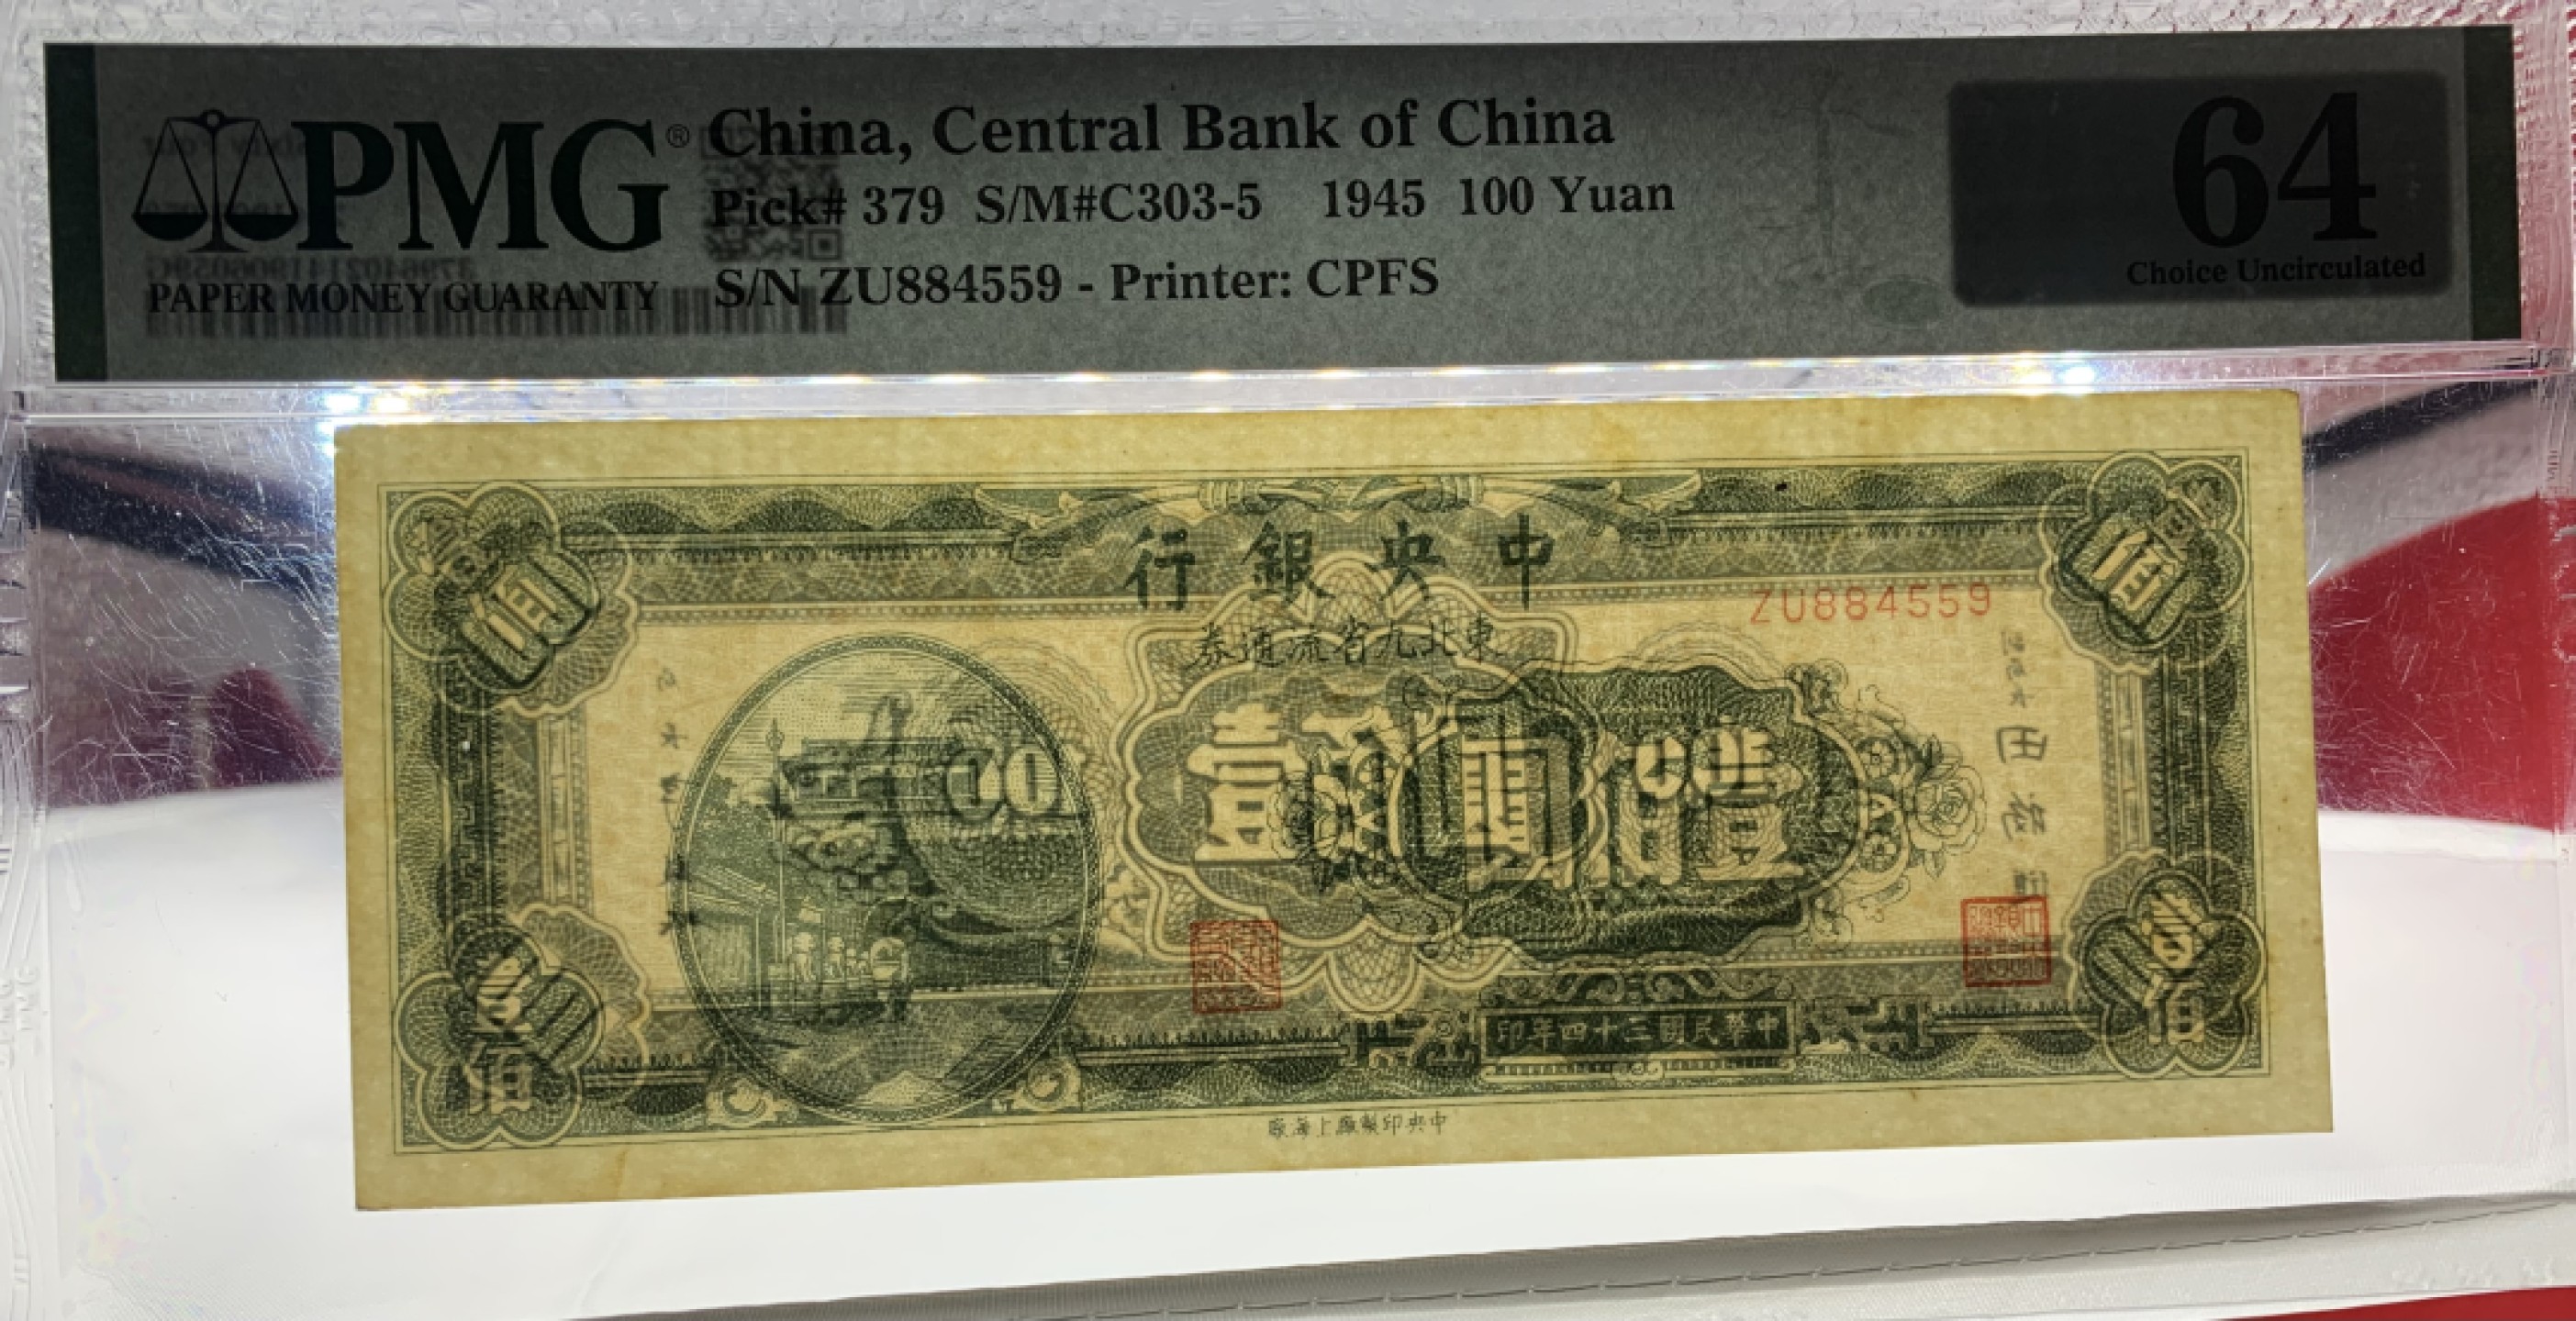 PMG®
PAPER MONEY GUARANTY
China, Central Bank of China
Pick# 379 S/M#C303-5 1945 100 Yuan
S/N ZU884559 - Printer: CPFS
64
Choice Uncirculated
行銀央中
ZU884559
券通流省九北東
佰
佰
圓佰壹
100
印年四十三國民華中
佰
佰
廠海上廠製印央中